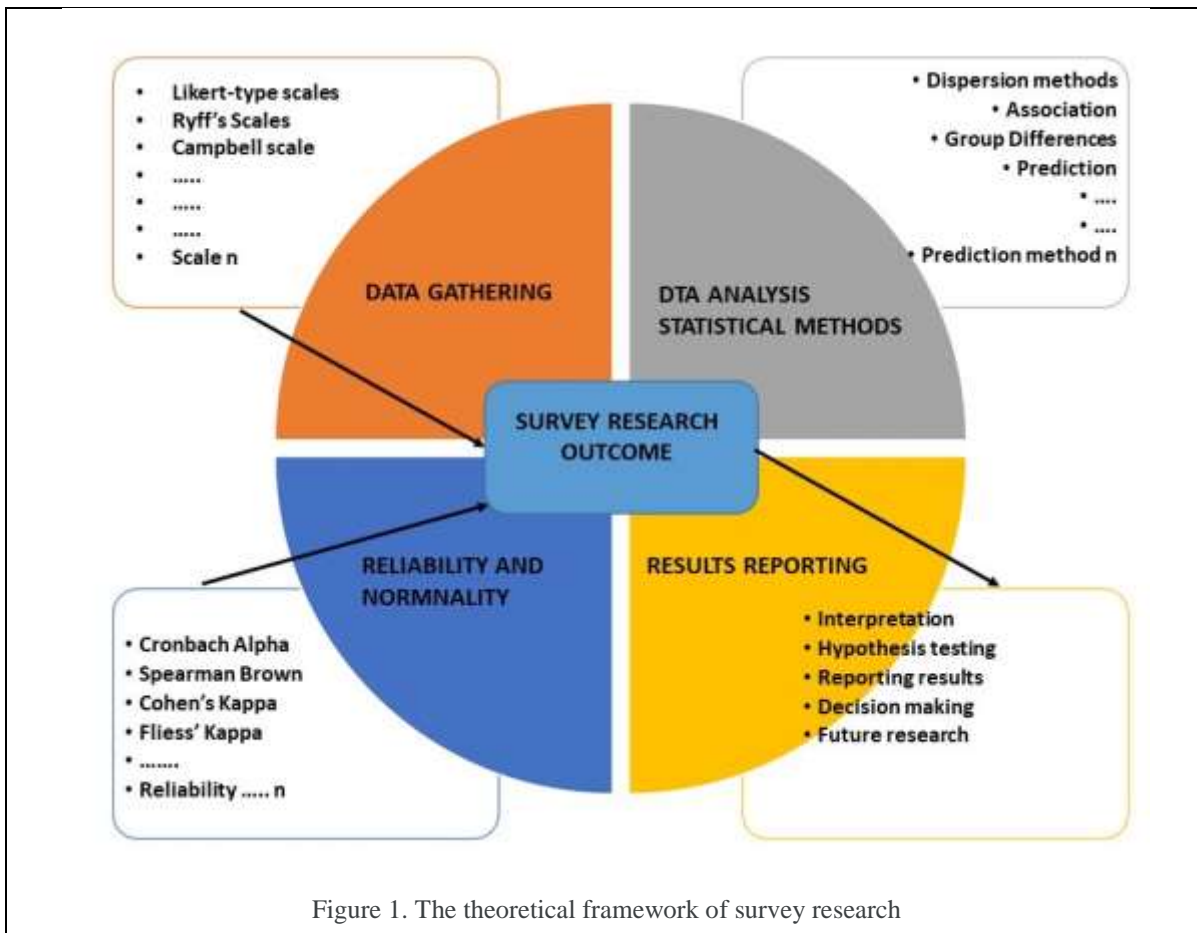 • Likert-type scales
• Ryff's Scales
• Campbell scale
• .....
• .....
• .....
• Scale n
DATA GATHERING
• Dispersion methods
• Association
• Group Differences
• Prediction
• ....
• ....
• Prediction method n
DTA ANALYSIS
STATISTICAL METHODS
SURVEY RESEARCH
OUTCOME
RELIABILITY AND
NORMNALITY
• Cronbach Alpha
• Spearman Brown
• Cohen's Kappa
• Fliess' Kappa
• .......
• Reliability ..... n
RESULTS REPORTING
• Interpretation
• Hypothesis testing
• Reporting results
• Decision making
• Future research
Figure 1. The theoretical framework of survey research